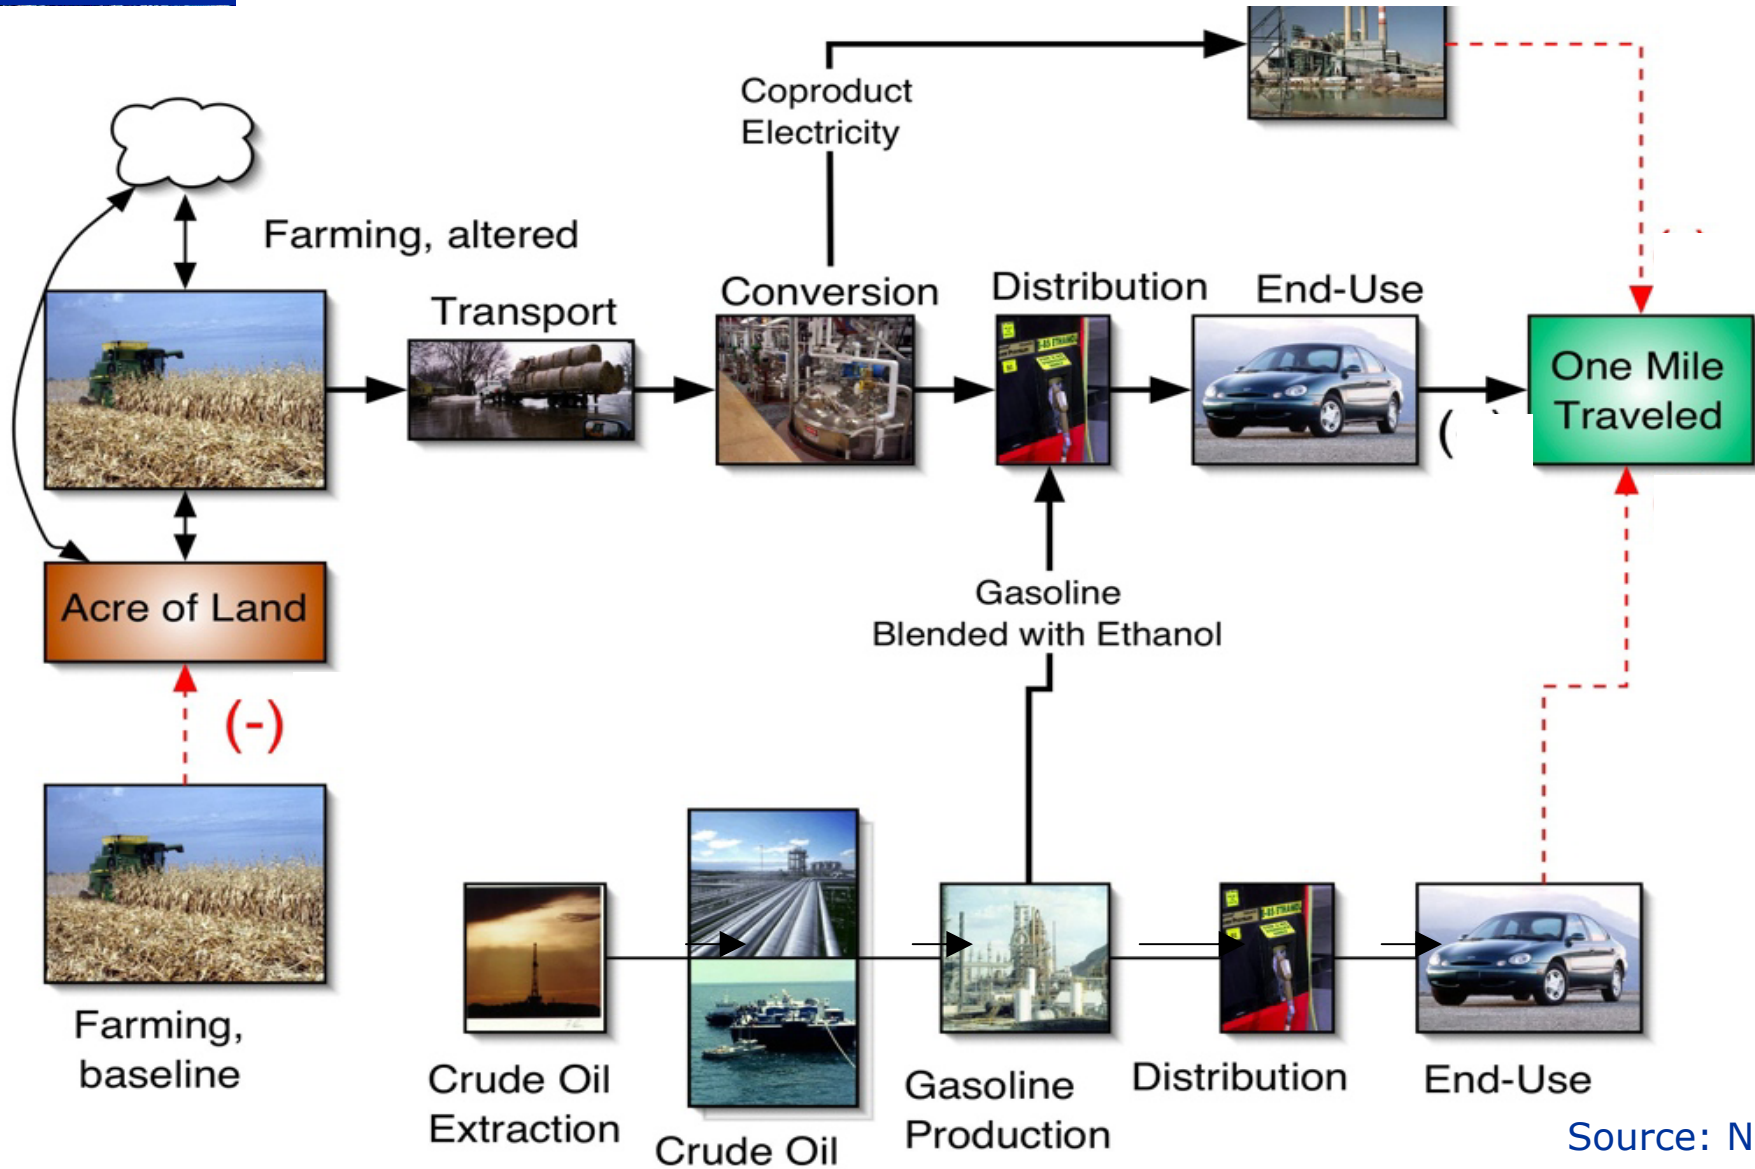 Coproduct
Electricity
Farming, altered
Transport
Conversion
Distribution
End-Use
One Mile
Traveled
Acre of Land
(-)
Gasoline
Blended with Ethanol
Farming,
baseline
Crude Oil
Extraction
Crude Oil
Gasoline
Production
Distribution
End-Use
Source: N